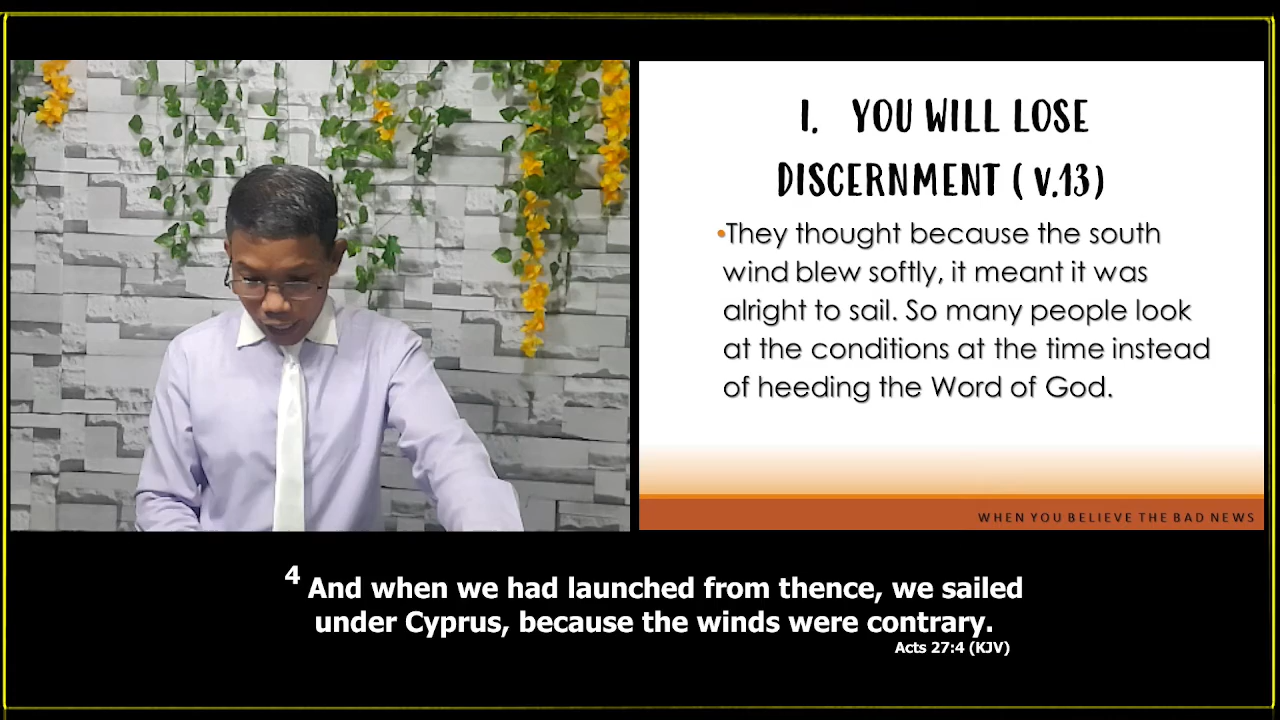 I. YOU WILL LOSE
DISCERNMENT ( V.13)
•They thought because the south
wind blew softly, it meant it was
alright to sail. So many people look
at the conditions at the time instead
of heeding the Word of God.
WHEN YOU BELIEVE THE BAD NEWS
4 And when we had launched from thence, we sailed
under Cyprus, because the winds were contrary.
Acts 27:4 (KJV)